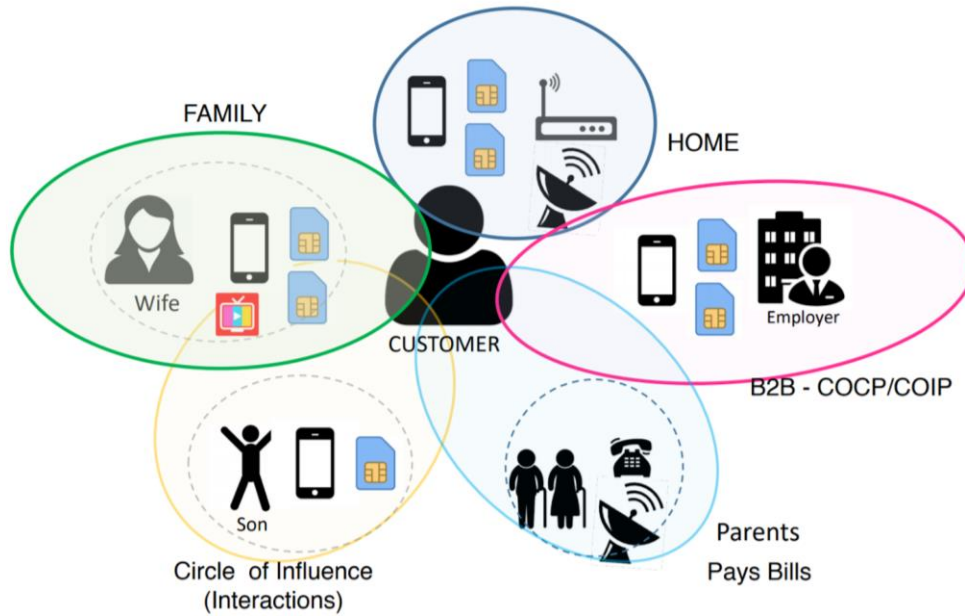 FAMILY
HOME
Wife
CUSTOMER
Employer
B2B - COCP/COIP
Son
Circle of Influence
(Interactions)
Parents
Pays Bills